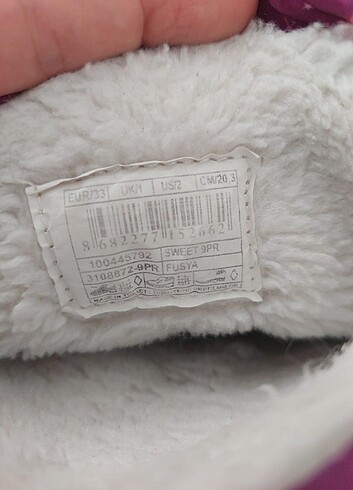 EUR/33 UK/1 US/2 CM/20.3
8 682277 152662
100445792 SWEET 9PR
3108872-9PR FUSYA